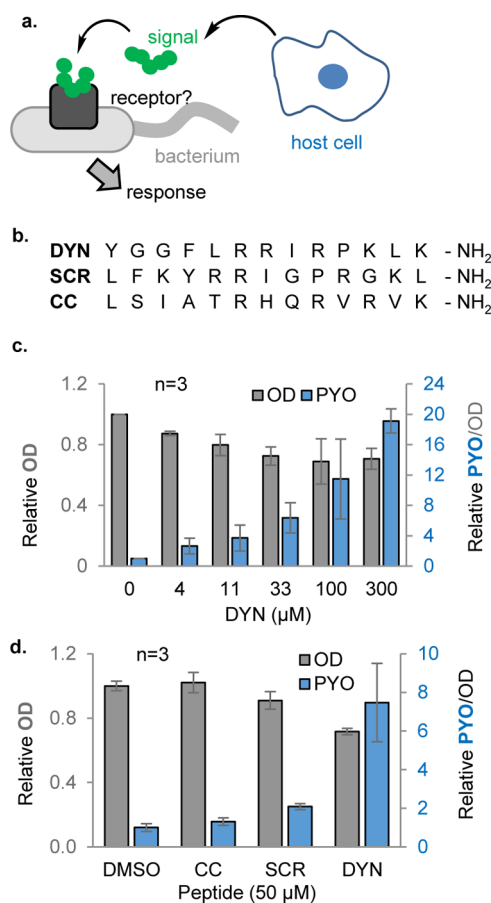 a.
signal
receptor?
bacterium
host cell
response
b.
DYN Y G G F L R R I R P K L K - NH2
SCR L F K Y R R I G P R G K L - NH2
CC L S I A T R H Q R V R V K - NH2
c.
n=3
OD PYO
Relative OD
1.2
0.8
0.4
0
24
20
16
12
8
4
0
Relative PYO/OD
0 4 11 33 100 300
DYN (µM)
d.
n=3
OD
PYO
Relative OD
1.2
0.8
0.4
0.0
10
8
6
4
2
0
Relative PYO/OD
DMSO CC SCR DYN
Peptide (50 µM)